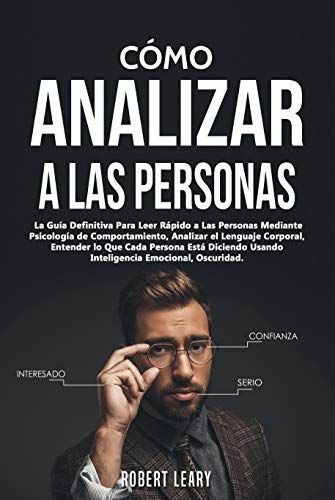 CÓMO
ANALIZAR
A LAS PERSONAS
La Guía Definitiva Para Leer Rápido a Las Personas Mediante
Psicología de Comportamiento, Analizar el Lenguaje Corporal,
Entender lo Que Cada Persona Está Diciendo Usando
Inteligencia Emocional, Oscuridad.
CONFIANZA
INTERESADO
SERIO
ROBERT LEARY